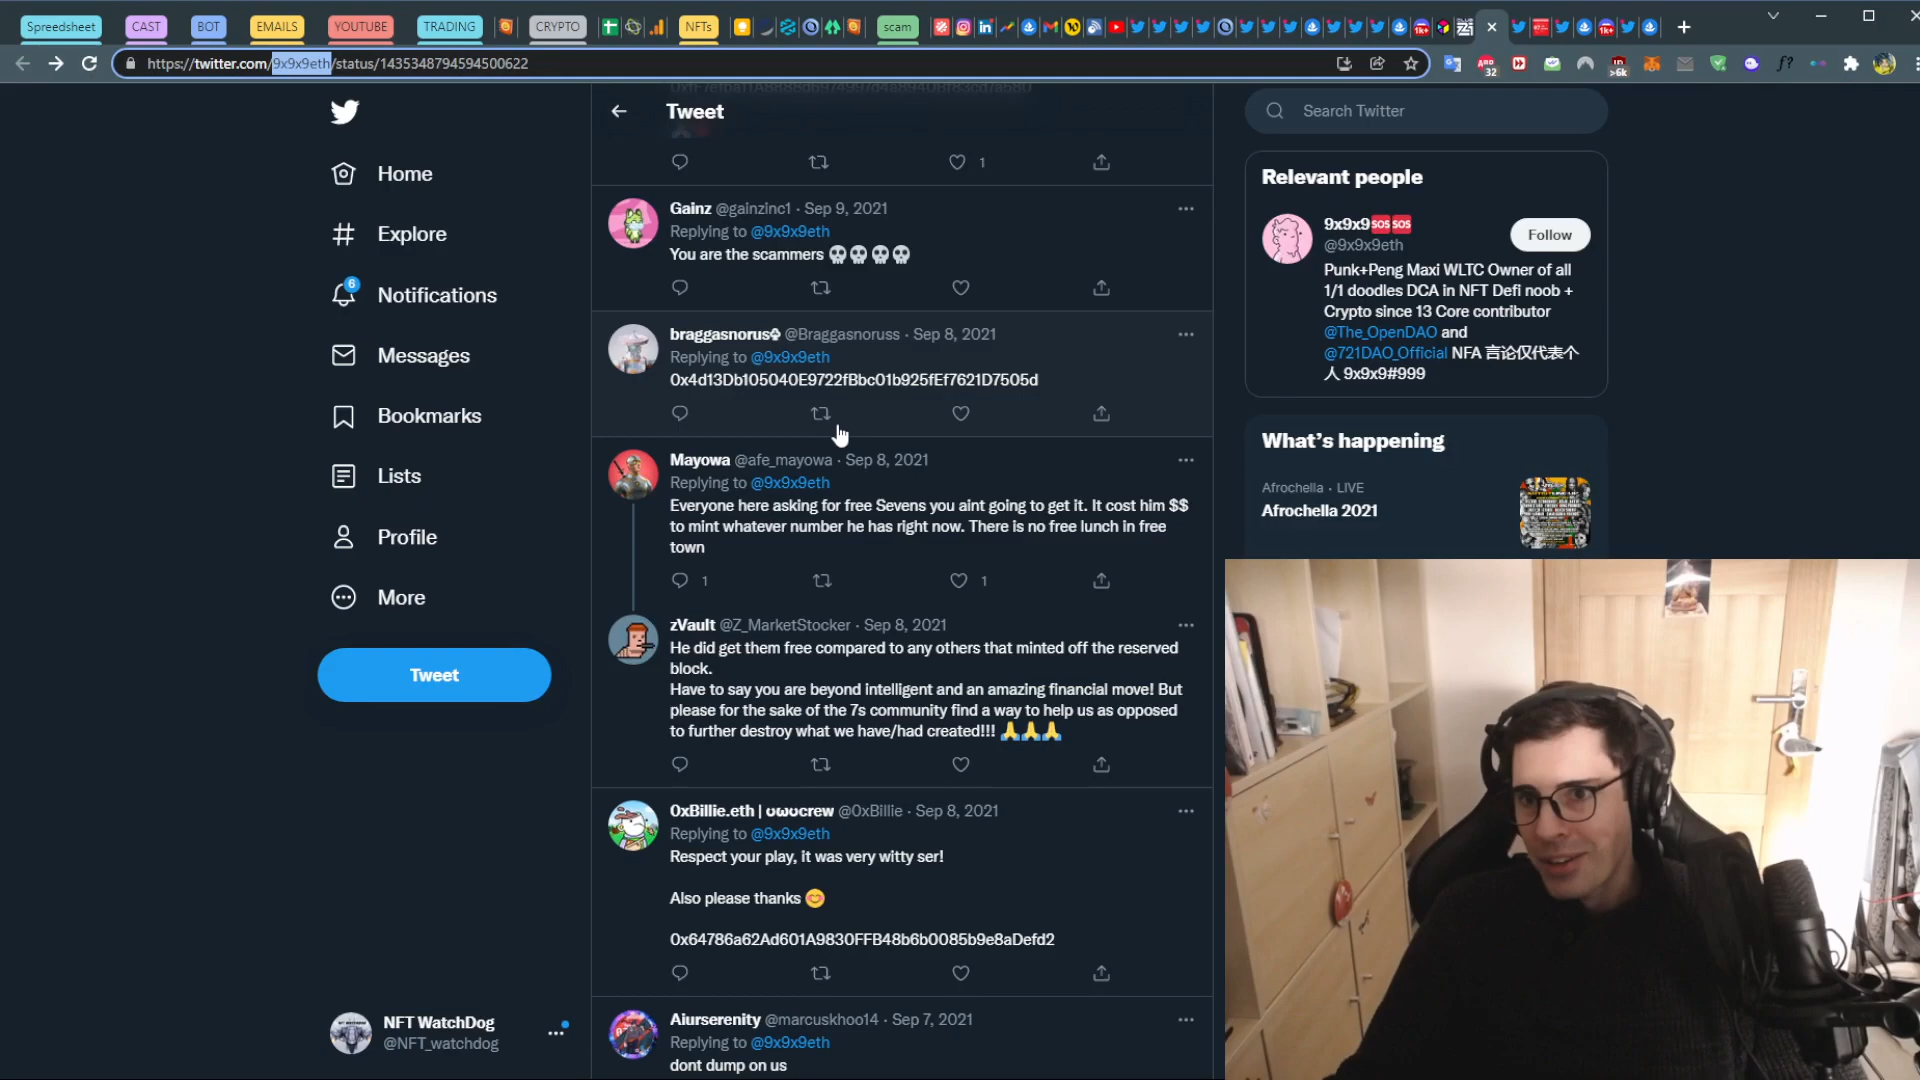 Spreedsheet CAST BOT EMAILS YOUTUBE TRADING CRYPTO NFTs scam
https://twitter.com/9x9x9eth/status/1435348794594500622
Home
Explore
6
Notifications
Messages
Bookmarks
Lists
Profile
More
Tweet
NFT WatchDog
@NFT_watchdog
Tweet
1
Gainz @gainzinc1 · Sep 9, 2021
Replying to @9x9x9eth
You are the scammers 💀💀💀💀
braggasnorus @Braggasnoruss · Sep 8, 2021
Replying to @9x9x9eth
0x4d13Db105040E9722fBbc01b925fEf7621D7505d
Mayowa @afe_mayowa · Sep 8, 2021
Replying to @9x9x9eth
Everyone here asking for free Sevens you aint going to get it. It cost him $$
to mint whatever number he has right now. There is no free lunch in free
town
1 1
zVault @Z_MarketStocker · Sep 8, 2021
He did get them free compared to any others that minted off the reserved
block.
Have to say you are beyond intelligent and an amazing financial move! But
please for the sake of the 7s community find a way to help us as opposed
to further destroy what we have/had created!!! 🙏🙏🙏
0xBillie.eth | υωυcrew @0xBillie · Sep 8, 2021
Replying to @9x9x9eth
Respect your play, it was very witty ser!
Also please thanks 😊
0x64786a62Ad601A9830FFB48b6b0085b9e8aDefd2
Aiurserenity @marcuskhoo14 · Sep 7, 2021
Replying to @9x9x9eth
dont dump on us
Search Twitter
Relevant people
9x9x9🆘🆘
@9x9x9eth
Follow
Punk+Peng Maxi WLTC Owner of all
1/1 doodles DCA in NFT Defi noob +
Crypto since 13 Core contributor
@The_OpenDAO and
@721DAO_Official NFA 言论仅代表个
人 9x9x9#999
What's happening
Afrochella · LIVE
Afrochella 2021